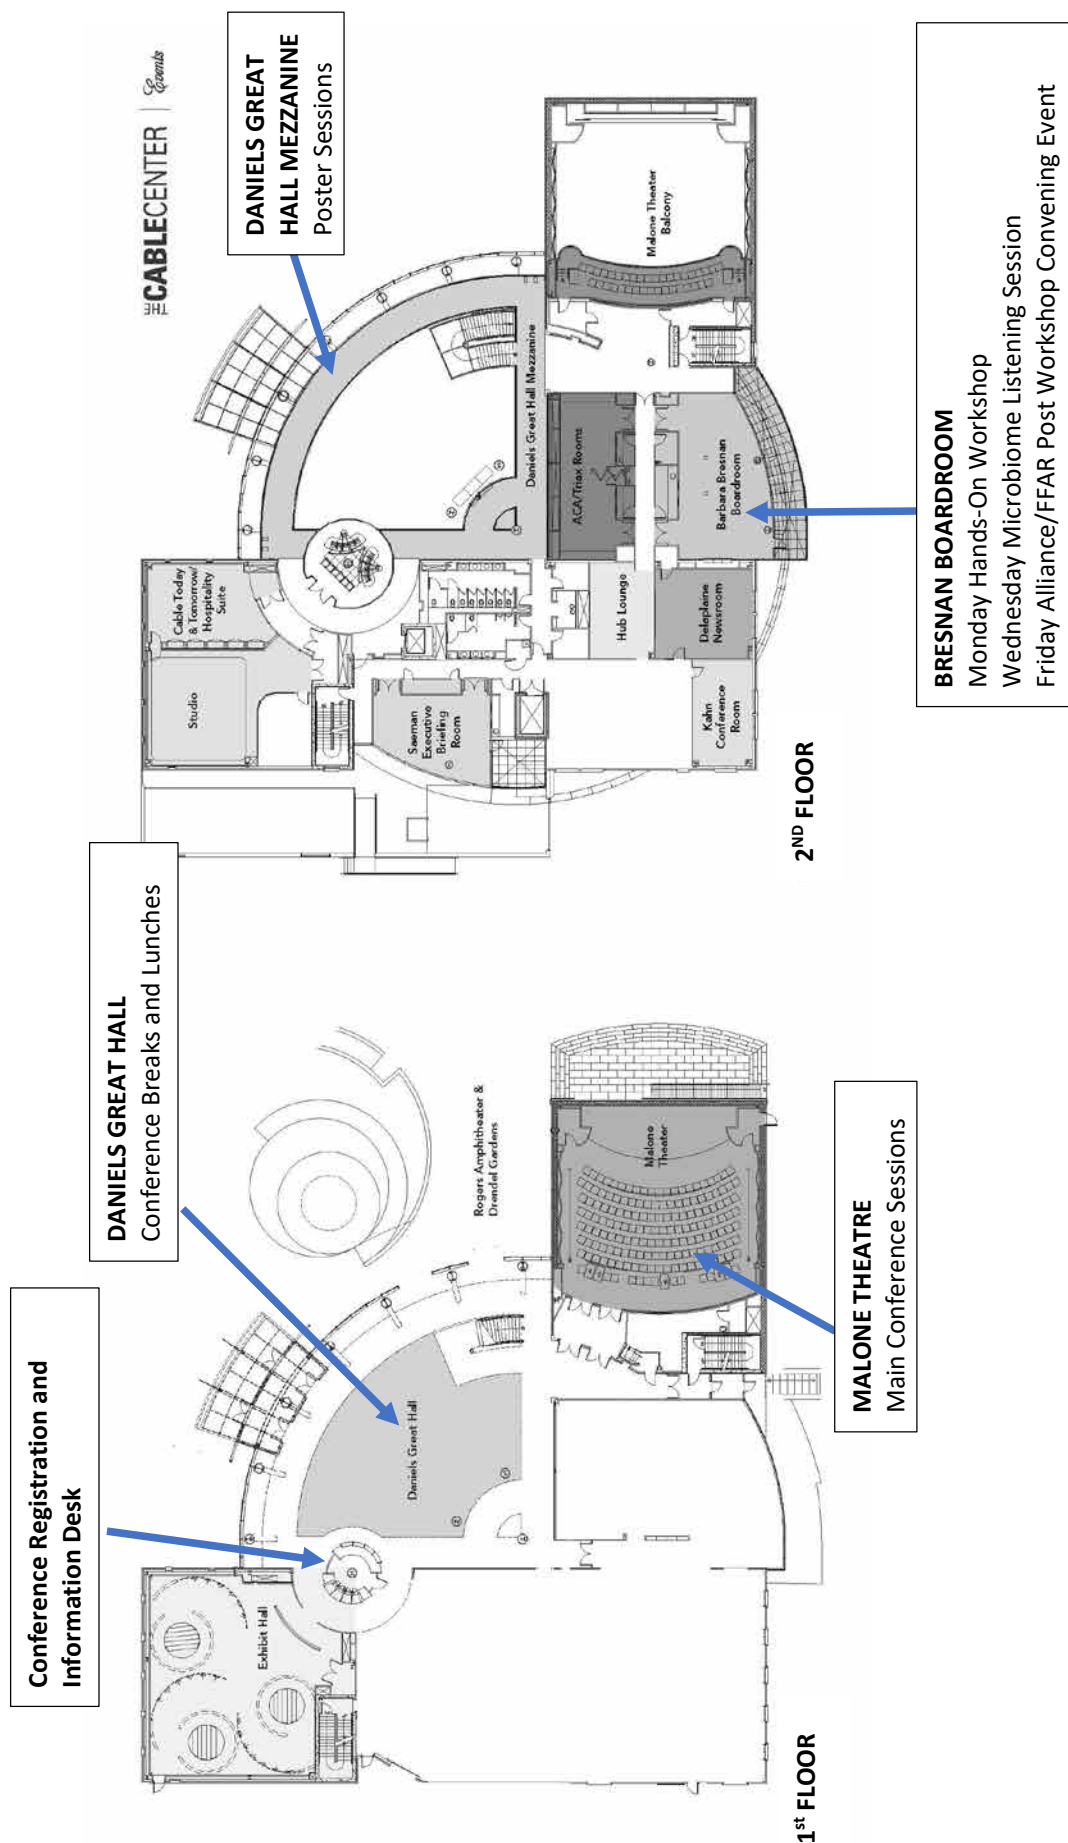 THE CABLECENTER | Events
Conference Registration and
Information Desk
DANIELS GREAT HALL
Conference Breaks and Lunches
DANIELS GREAT
HALL MEZZANINE
Poster Sessions
Exhibit Hall
Daniels Great Hall
Rogers Amphitheater &
Drendel Gardens
Malone
Theater
MALONE THEATRE
Main Conference Sessions
1st FLOOR
Studio
Cable Today
& Tomorrow/
Hospitality
Suite
Saeman
Executive
Briefing
Room
Daniels Great Hall Mezzanine
ACA/Triax Rooms
Hub Lounge
Malone Theater
Balcony
Kahn
Conference
Room
Delaplaine
Newsroom
Barbara Bresnan
Boardroom
2ND FLOOR
BRESNAN BOARDROOM
Monday Hands-On Workshop
Wednesday Microbiome Listening Session
Friday Alliance/FFAR Post Workshop Convening Event